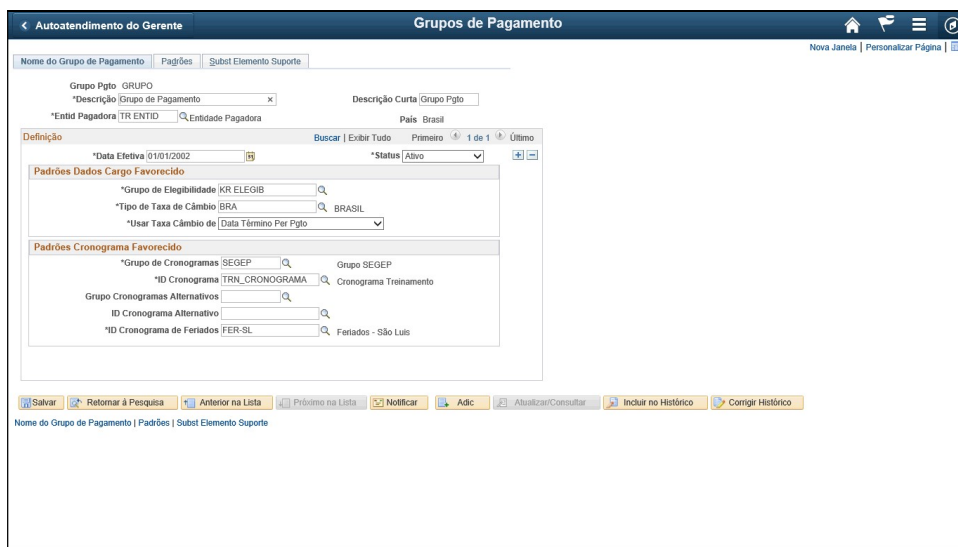 Autoatendimento do Gerente Grupos de Pagamento
Nova Janela | Personalizar Página |
Nome do Grupo de Pagamento Padrões Subst Elemento Suporte
Grupo Pgto GRUPO
*Descrição Grupo de Pagamento × Descrição Curta Grupo Pgto
*Entid Pagadora TR ENTID Entidade Pagadora País Brasil
Definição Buscar | Exibir Tudo Primeiro 1 de 1 Último
*Data Efetiva 01/01/2002 *Status Ativo
Padrões Dados Cargo Favorecido
*Grupo de Elegibilidade KR ELEGIB
*Tipo de Taxa de Câmbio BRA BRASIL
*Usar Taxa Câmbio de Data Término Per Pgto
Padrões Cronograma Favorecido
*Grupo de Cronogramas SEGEP Grupo SEGEP
*ID Cronograma TRN_CRONOGRAMA Cronograma Treinamento
Grupo Cronogramas Alternativos
ID Cronograma Alternativo
*ID Cronograma de Feriados FER-SL Feriados - São Luis
Salvar Retornar à Pesquisa Anterior na Lista Próximo na Lista Notificar Adic Atualizar/Consultar Incluir no Histórico Corrigir Histórico
Nome do Grupo de Pagamento | Padrões | Subst Elemento Suporte